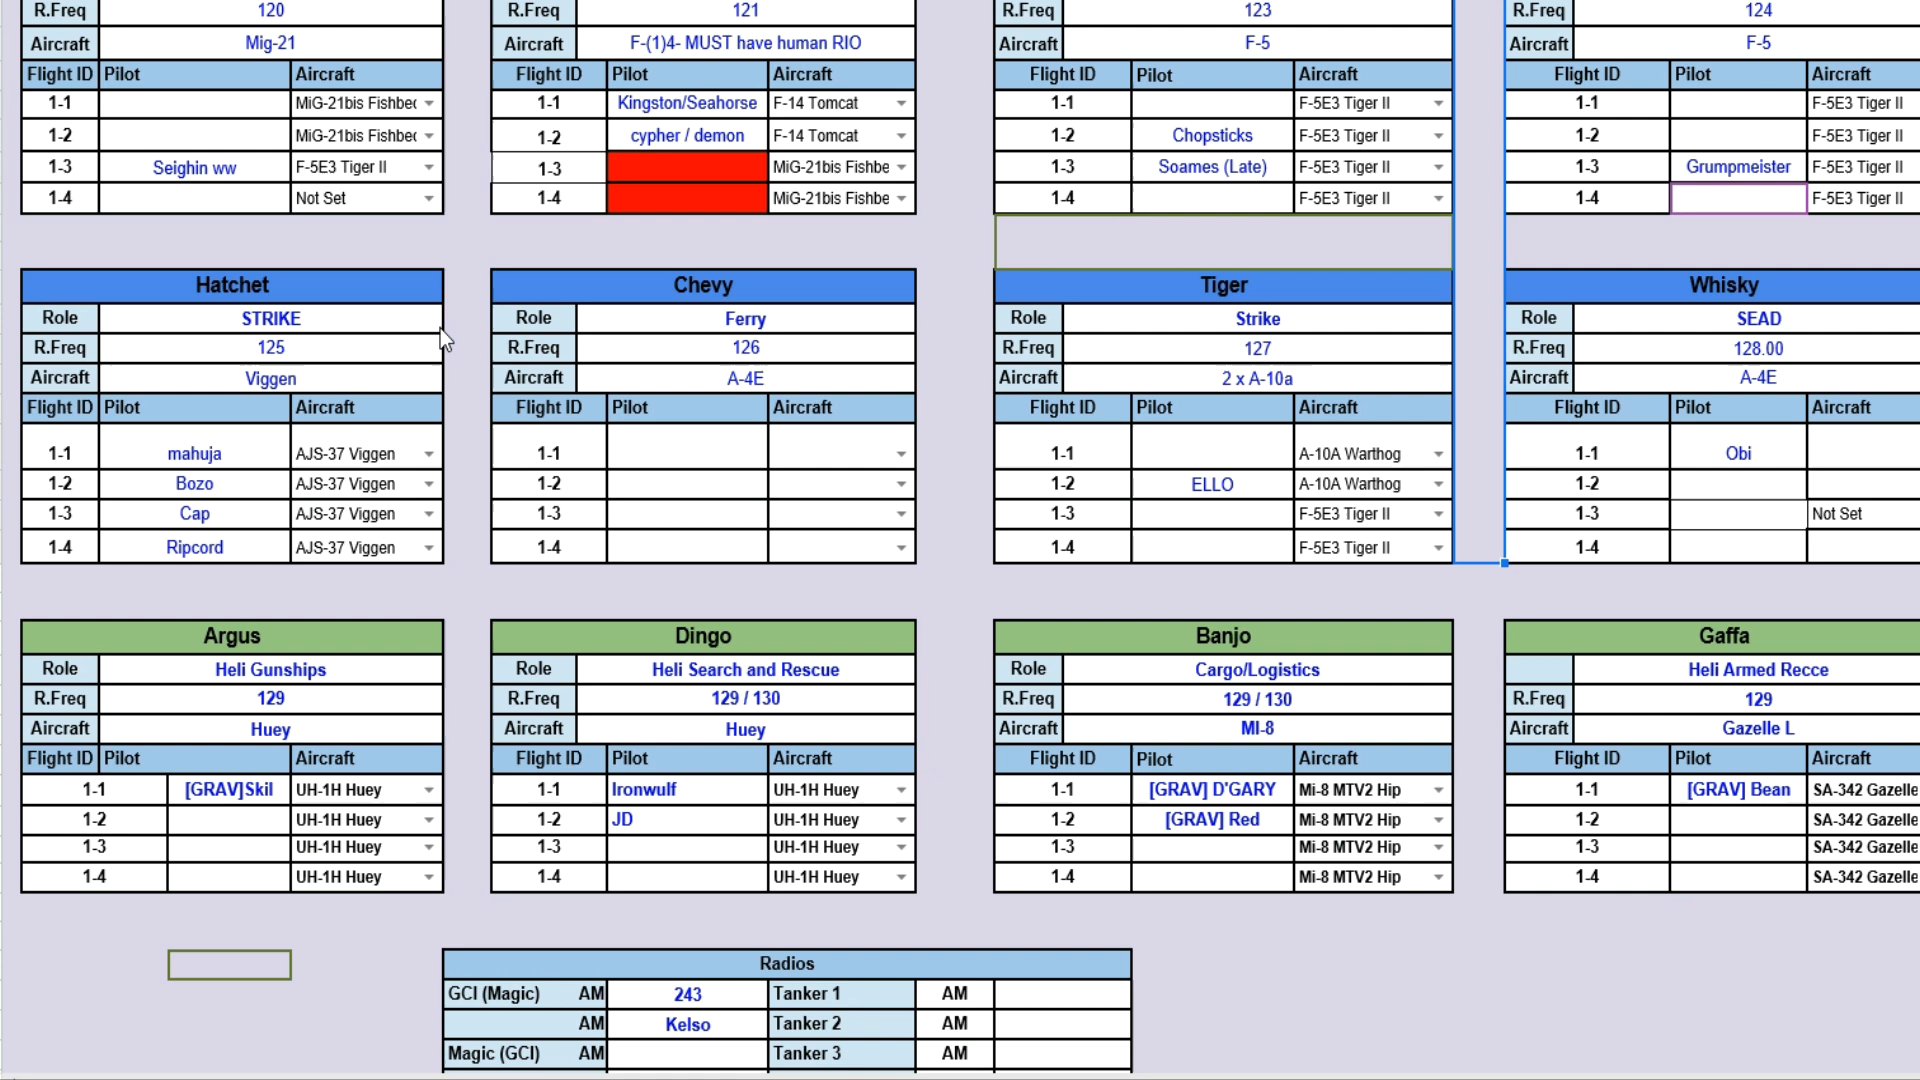 R.Freq 120 R.Freq 121 R.Freq 123 R.Freq 124
Aircraft Mig-21 Aircraft F-(1)4- MUST have human RIO Aircraft F-5 Aircraft F-5
Flight ID Pilot Aircraft Flight ID Pilot Aircraft Flight ID Pilot Aircraft Flight ID Pilot Aircraft
1-1 MiG-21bis Fishbec 1-1 Kingston/Seahorse F-14 Tomcat 1-1 F-5E3 Tiger II 1-1 F-5E3 Tiger II
1-2 MiG-21bis Fishbec 1-2 cypher / demon F-14 Tomcat 1-2 Chopsticks F-5E3 Tiger II 1-2 F-5E3 Tiger II
1-3 Seighin ww F-5E3 Tiger II 1-3 MiG-21bis Fishbe 1-3 Soames (Late) F-5E3 Tiger II 1-3 Grumpmeister F-5E3 Tiger II
1-4 Not Set 1-4 MiG-21bis Fishbe 1-4 F-5E3 Tiger II 1-4 F-5E3 Tiger II
Hatchet Chevy Tiger Whisky
Role STRIKE Role Ferry Role Strike Role SEAD
R.Freq 125 R.Freq 126 R.Freq 127 R.Freq 128.00
Aircraft Viggen Aircraft A-4E Aircraft 2 x A-10a Aircraft A-4E
Flight ID Pilot Aircraft Flight ID Pilot Aircraft Flight ID Pilot Aircraft Flight ID Pilot Aircraft
1-1 mahuja AJS-37 Viggen 1-1 1-1 A-10A Warthog 1-1 Obi
1-2 Bozo AJS-37 Viggen 1-2 1-2 ELLO A-10A Warthog 1-2
1-3 Cap AJS-37 Viggen 1-3 1-3 F-5E3 Tiger II 1-3 Not Set
1-4 Ripcord AJS-37 Viggen 1-4 1-4 F-5E3 Tiger II 1-4
Argus Dingo Banjo Gaffa
Role Heli Gunships Role Heli Search and Rescue Role Cargo/Logistics Heli Armed Recce
R.Freq 129 R.Freq 129 / 130 R.Freq 129 / 130 R.Freq 129
Aircraft Huey Aircraft Huey Aircraft MI-8 Aircraft Gazelle L
Flight ID Pilot Aircraft Flight ID Pilot Aircraft Flight ID Pilot Aircraft Flight ID Pilot Aircraft
1-1 [GRAV]Skil UH-1H Huey 1-1 Ironwulf UH-1H Huey 1-1 [GRAV] D'GARY Mi-8 MTV2 Hip 1-1 [GRAV] Bean SA-342 Gazelle
1-2 UH-1H Huey 1-2 JD UH-1H Huey 1-2 [GRAV] Red Mi-8 MTV2 Hip 1-2 SA-342 Gazelle
1-3 UH-1H Huey 1-3 UH-1H Huey 1-3 Mi-8 MTV2 Hip 1-3 SA-342 Gazelle
1-4 UH-1H Huey 1-4 UH-1H Huey 1-4 Mi-8 MTV2 Hip 1-4 SA-342 Gazelle
Radios
GCI (Magic) AM 243 Tanker 1 AM
AM Kelso Tanker 2 AM
Magic (GCI) AM Tanker 3 AM